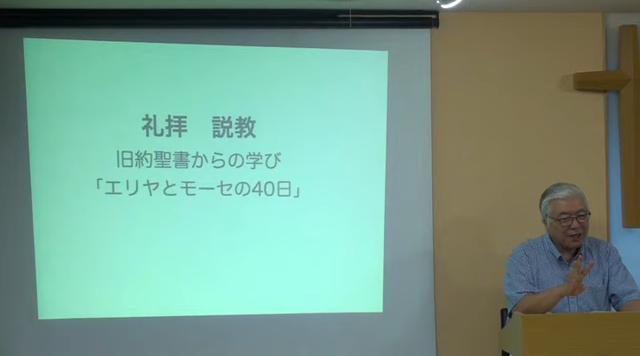 礼拝　説教
旧約聖書からの学び
「エリヤとモーセの40日」